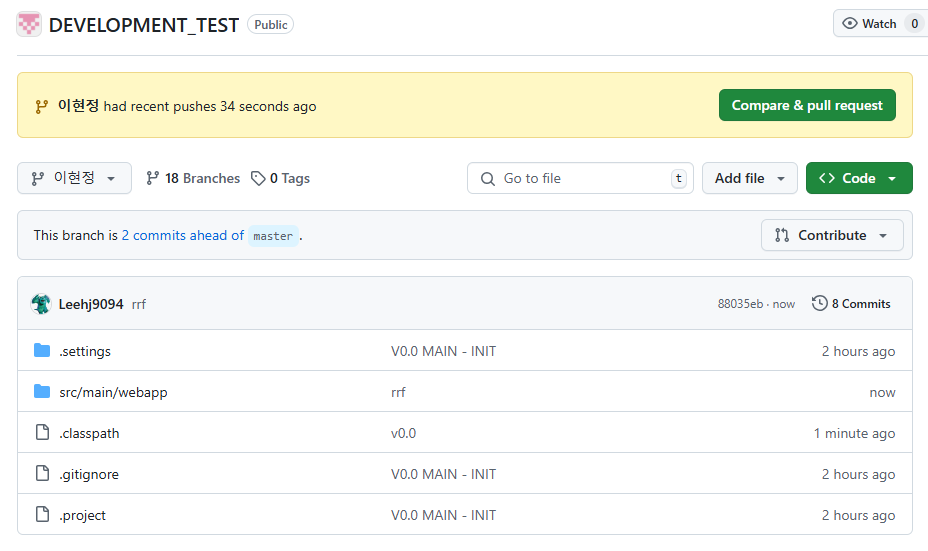 DEVELOPMENT_TEST Public Watch 0
이현정 had recent pushes 34 seconds ago Compare & pull request
이현정 18 Branches 0 Tags Go to file t Add file <> Code
This branch is 2 commits ahead of master . Contribute
Leehj9094 rrf 88035eb · now 8 Commits
.settings V0.0 MAIN - INIT 2 hours ago
src/main/webapp rrf now
.classpath v0.0 1 minute ago
.gitignore V0.0 MAIN - INIT 2 hours ago
.project V0.0 MAIN - INIT 2 hours ago